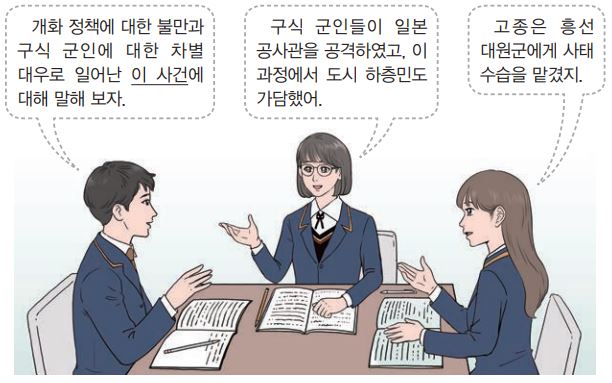 개화 정책에 대한 불만과
구식 군인에 대한 차별
대우로 일어난 이 사건에
대해 말해 보자.
구식 군인들이 일본
공사관을 공격하였고, 이
과정에서 도시 하층민도
가담했어.
고종은 흥선
대원군에게 사태
수습을 맡겼지.